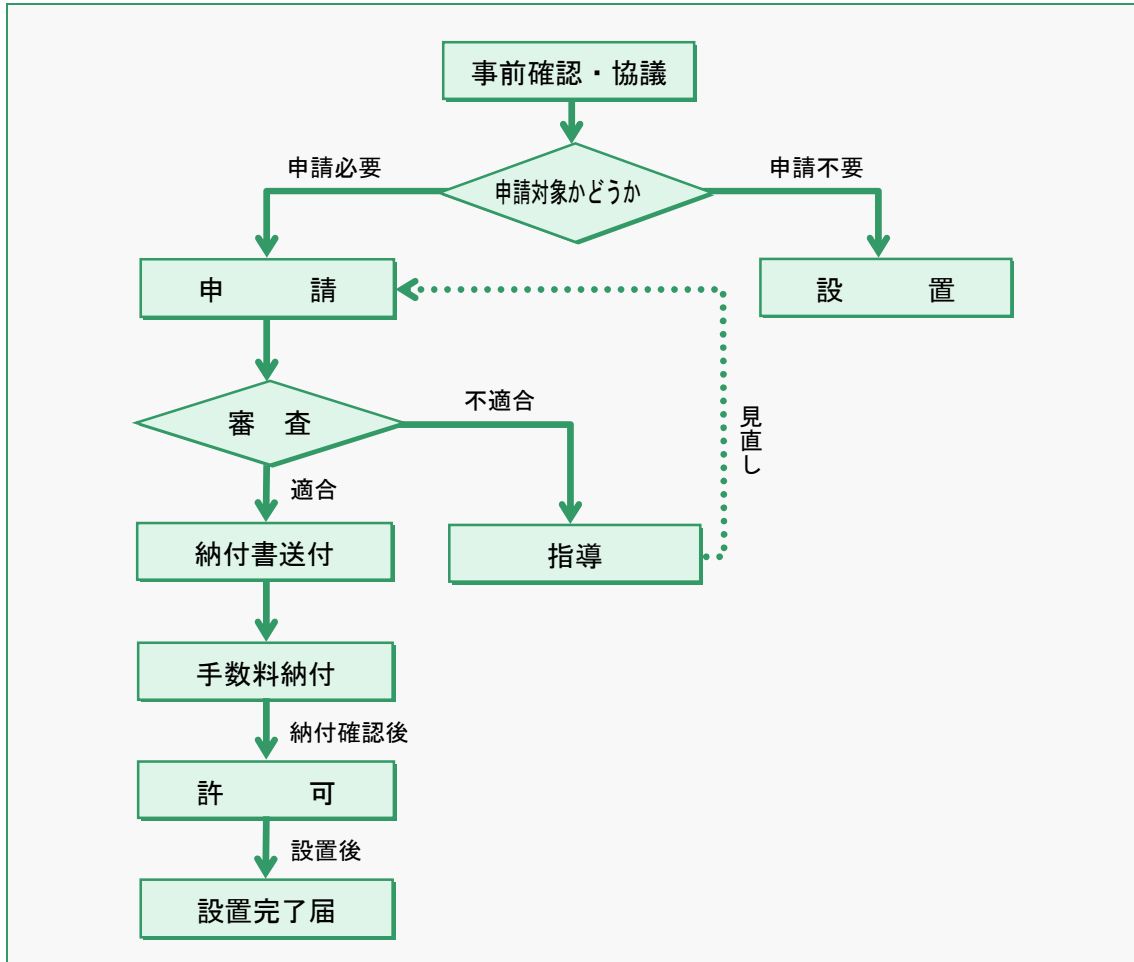 事前確認・協議
申請必要
申請対象かどうか
申請不要
申　　請
設　　置
審　査
不適合
見直し
適合
納付書送付
指導
手数料納付
納付確認後
許　　可
設置後
設置完了届